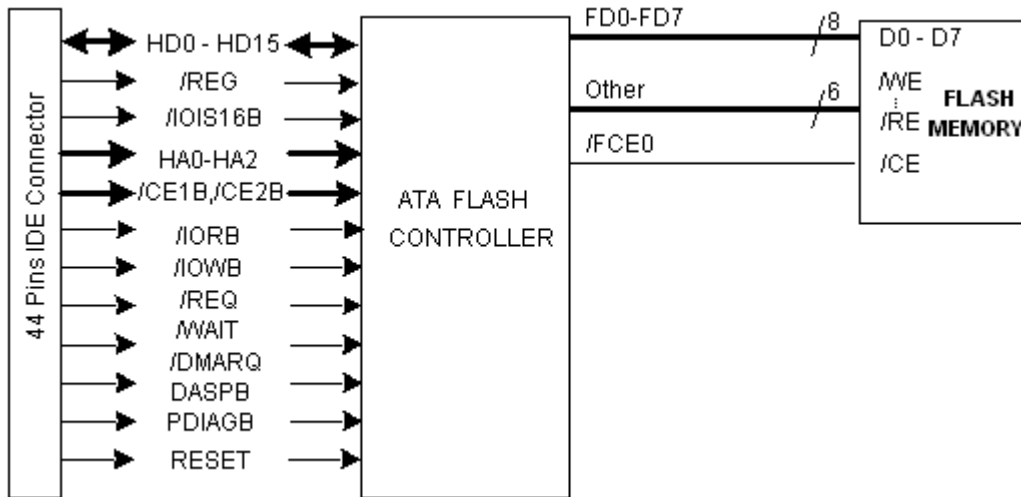 44 Pins IDE Connector
HD0 - HD15
/REG
/IOIS16B
HA0-HA2
/CE1B,/CE2B
/IORB
/IOWB
/REQ
/WAIT
/DMARQ
DASPB
PDIAGB
RESET
ATA FLASH
CONTROLLER
FD0-FD7
/8
Other
/6
/FCE0
D0 - D7
/WE
/RE
/CE
FLASH
MEMORY